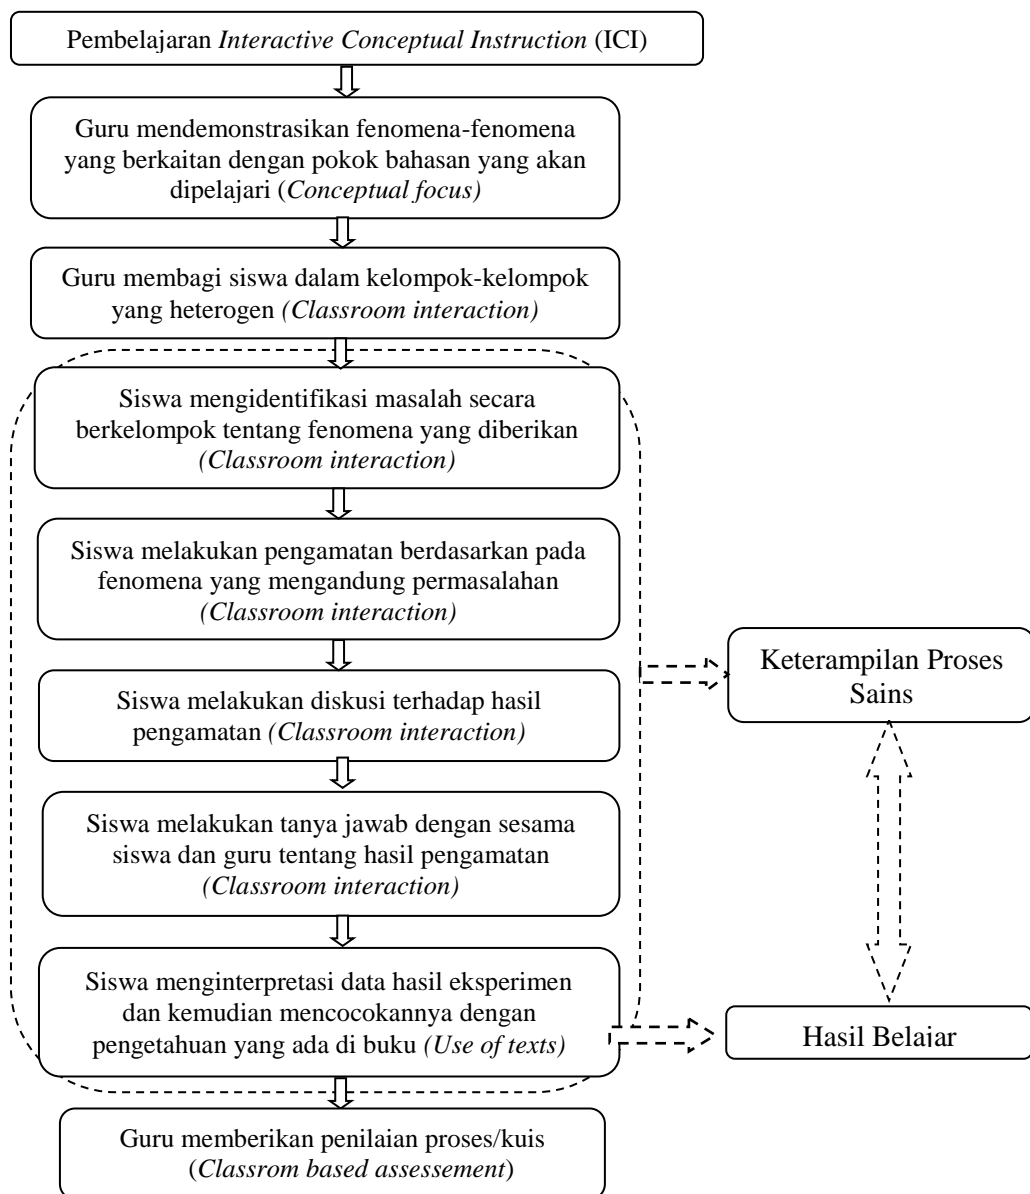 Pembelajaran Interactive Conceptual Instruction (ICI)
Guru mendemonstrasikan fenomena-fenomena
yang berkaitan dengan pokok bahasan yang akan
dipelajari (Conceptual focus)
Guru membagi siswa dalam kelompok-kelompok
yang heterogen (Classroom interaction)
Siswa mengidentifikasi masalah secara
berkelompok tentang fenomena yang diberikan
(Classroom interaction)
Siswa melakukan pengamatan berdasarkan pada
fenomena yang mengandung permasalahan
(Classroom interaction)
Siswa melakukan diskusi terhadap hasil
pengamatan (Classroom interaction)
Siswa melakukan tanya jawab dengan sesama
siswa dan guru tentang hasil pengamatan
(Classroom interaction)
Siswa menginterpretasi data hasil eksperimen
dan kemudian mencocokannya dengan
pengetahuan yang ada di buku (Use of texts)
Guru memberikan penilaian proses/kuis
(Classrom based assessement)
Keterampilan Proses
Sains
Hasil Belajar